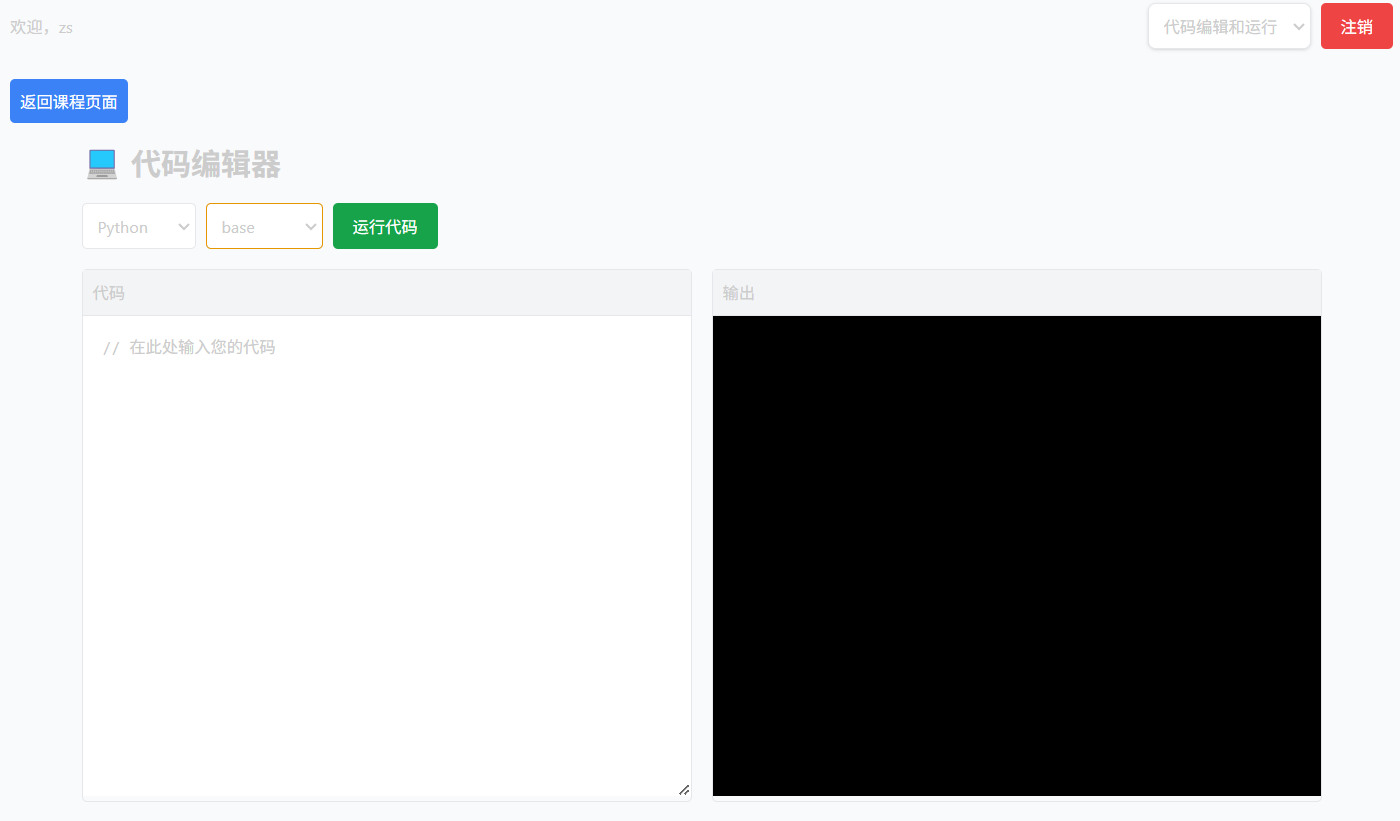 欢迎，zs
代码编辑和运行
注销
返回课程页面
代码编辑器
Python
base
运行代码
代码
输出
// 在此处输入您的代码